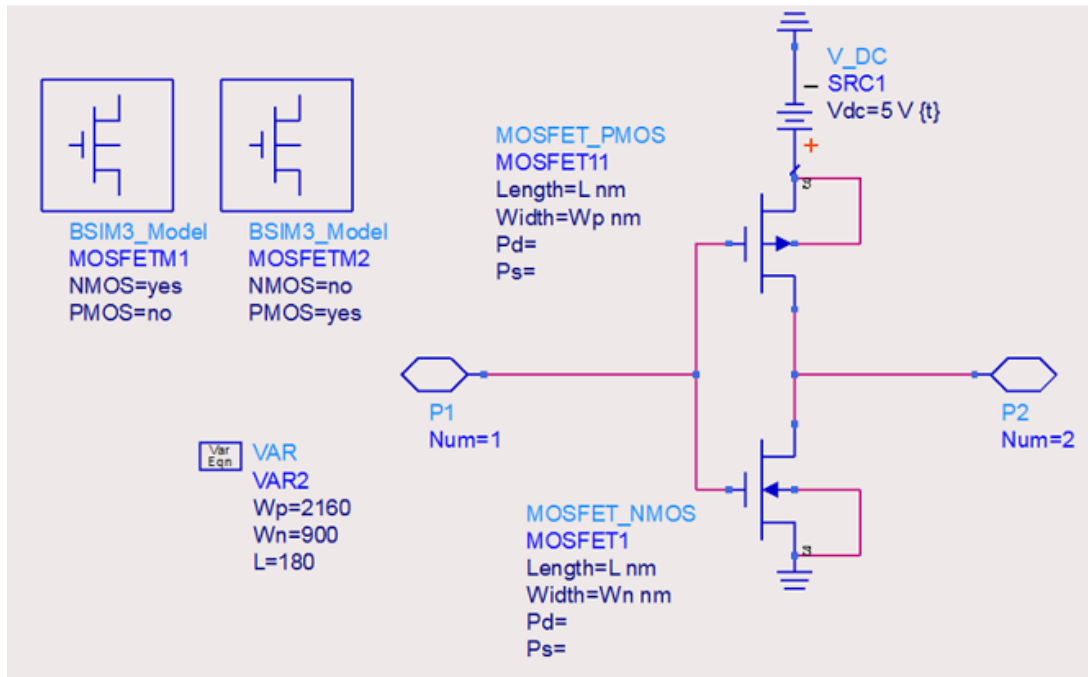 V_DC
SRC1
Vdc=5 V {t}
−
+
MOSFET_PMOS
MOSFET11
Length=L nm
Width=Wp nm
Pd=
Ps=
S
BSIM3_Model
MOSFETM1
NMOS=yes
PMOS=no
BSIM3_Model
MOSFETM2
NMOS=no
PMOS=yes
P1
Num=1
P2
Num=2
Var
Eqn
VAR
VAR2
Wp=2160
Wn=900
L=180
MOSFET_NMOS
MOSFET1
Length=L nm
Width=Wn nm
Pd=
Ps=
S